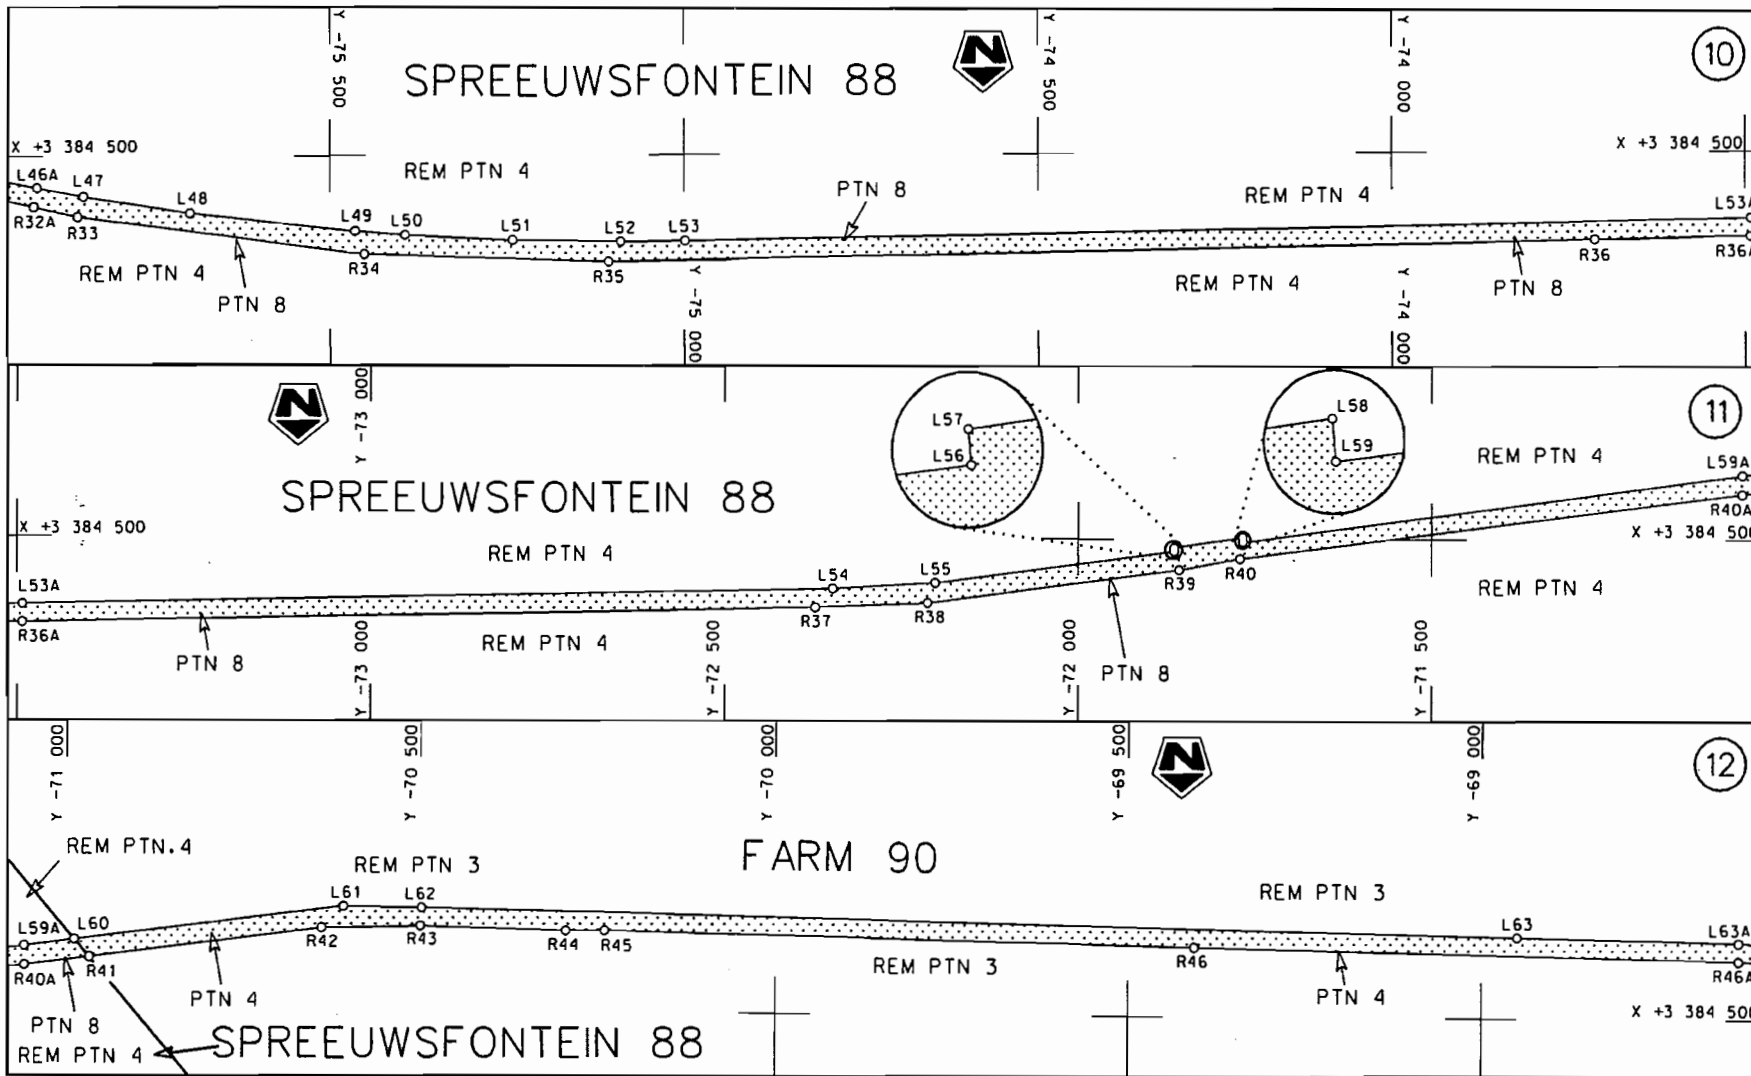 Y -75 500
Y -74 500
Y -74 000
10
N
SPREEUWSFONTEIN 88
X +3 384 500
X +3 384 500
REM PTN 4
PTN 8
REM PTN 4
L46A
L47
L48
L49
L50
L51
L52
L53
L53A
R32A
R33
R34
R35
R36
R36A
REM PTN 4
PTN 8
REM PTN 4
PTN 8
Y -75 000
Y -74 000
Y -73 000
N
11
L57
L56
L58
L59
REM PTN 4
L59A
SPREEUWSFONTEIN 88
R40A
X +3 384 500
X +3 384 50
REM PTN 4
L53A
L54
L55
R39
R40
REM PTN 4
R36A
R37
R38
PTN 8
REM PTN 4
PTN 8
Y -73 000
Y -72 500
Y -72 000
Y -71 500
Y -71 000
Y -70 500
Y -70 000
Y -69 500
Y -69 000
N
12
REM PTN.4
REM PTN 3
FARM 90
REM PTN 3
L59A
L60
L61
L62
L63
L63A
R40A
R41
R42
R43
R44
R45
R46
R46A
REM PTN 3
PTN 4
PTN 4
PTN 8
X +3 384 50
REM PTN 4
SPREEUWSFONTEIN 88